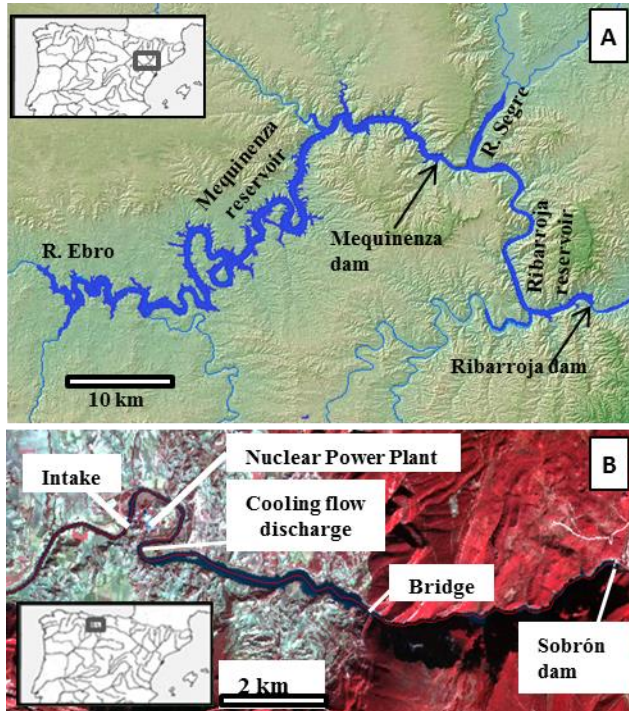 A
R. Segre
Mequinenza
reservoir
Mequinenza
dam
R. Ebro
Ribarroja
reservoir
Ribarroja dam
10 km
B
Nuclear Power Plant
Intake
Cooling flow
discharge
Bridge
Sobrón
dam
2 km